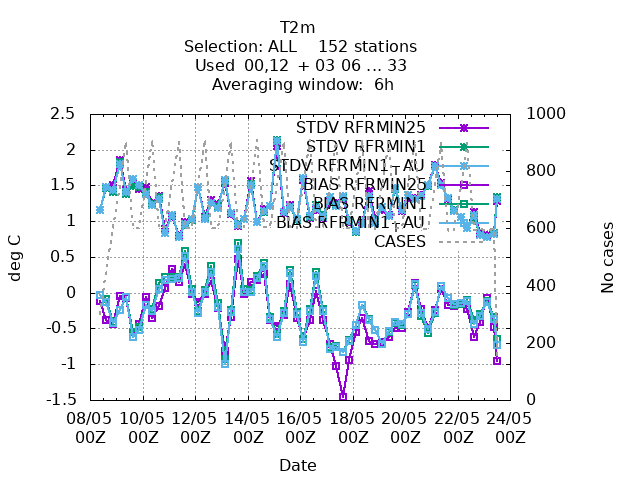 T2m
Selection: ALL    152 stations
Used  00,12  + 03 06 ... 33
Averaging window:  6h
2.5
2
1.5
1
0.5
0
-0.5
-1
-1.5
deg C
1000
800
600
400
200
0
No cases
STDV RFRMIN25
STDV RFRMIN1
STDV RFRMIN1-AU
BIAS RFRMIN25
BIAS RFRMIN1
BIAS RFRMIN1-AU
CASES
08/05 10/05 12/05 14/05 16/05 18/05 20/05 22/05 24/05
00Z 00Z 00Z 00Z 00Z 00Z 00Z 00Z 00Z
Date